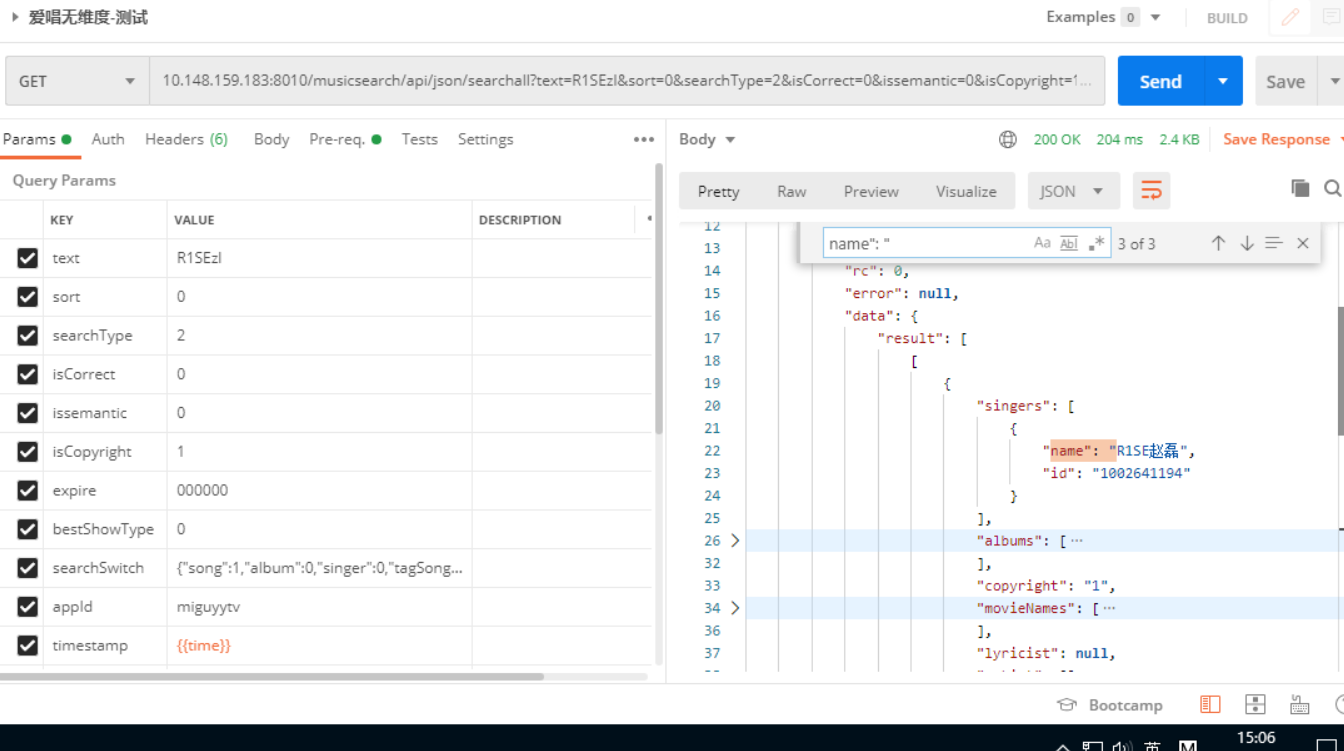 爱唱无维度-测试
Examples 0
BUILD
GET
10.148.159.183:8010/musicsearch/api/json/searchall?text=R1SEzl&sort=0&searchType=2&isCorrect=0&issemantic=0&isCopyright=1...
Send
Save
Params
Auth
Headers (6)
Body
Pre-req.
Tests
Settings
Query Params
KEY VALUE DESCRIPTION
text R1SEzl
sort 0
searchType 2
isCorrect 0
issemantic 0
isCopyright 1
expire 000000
bestShowType 0
searchSwitch {"song":1,"album":0,"singer":0,"tagSong...
appId miguyytv
timestamp {{time}}
Body
200 OK 204 ms 2.4 KB
Save Response
Pretty Raw Preview Visualize JSON
name": " Aa Abl .* 3 of 3
12
13
14 "rc": 0,
15 "error": null,
16 "data": {
17 "result": [
18 [
19 {
20 "singers": [
21 {
22 "name": "R1SE赵磊",
23 "id": "1002641194"
24 }
25 ],
26 "albums": [ ...
32 ],
33 "copyright": "1",
34 "movieNames": [ ...
36 ],
37 "lyricist": null,
Bootcamp
英 M
15:06